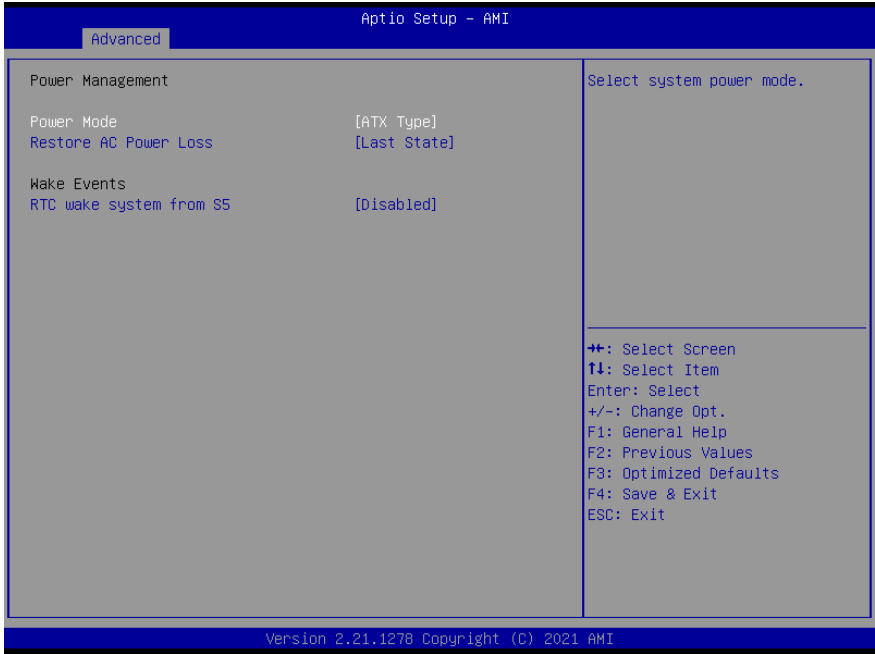 Aptio Setup – AMI
Advanced
Power Management
Power Mode [ATX Type]
Restore AC Power Loss [Last State]
Wake Events
RTC wake system from S5 [Disabled]
Select system power mode.
→←: Select Screen
↑↓: Select Item
Enter: Select
+/-: Change Opt.
F1: General Help
F2: Previous Values
F3: Optimized Defaults
F4: Save & Exit
ESC: Exit
Version 2.21.1278 Copyright (C) 2021 AMI